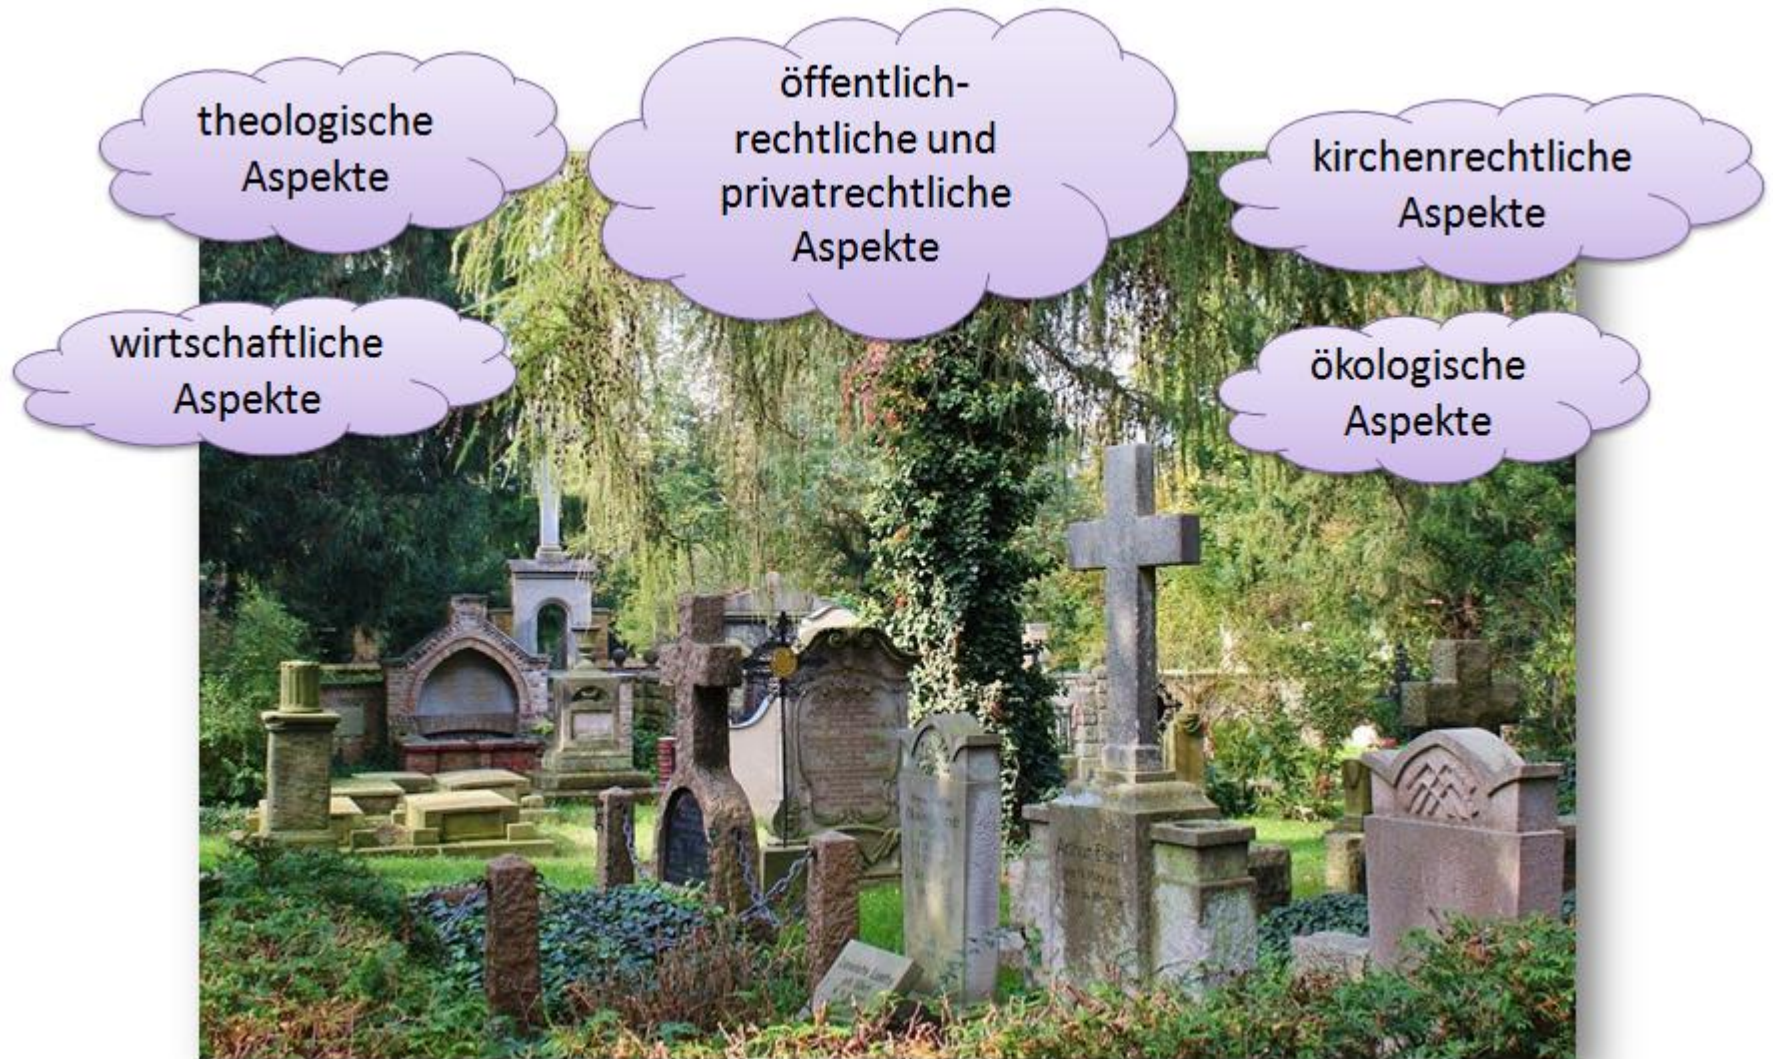 theologische
Aspekte
öffentlich-
rechtliche und
privatrechtliche
Aspekte
kirchenrechtliche
Aspekte
wirtschaftliche
Aspekte
ökologische
Aspekte